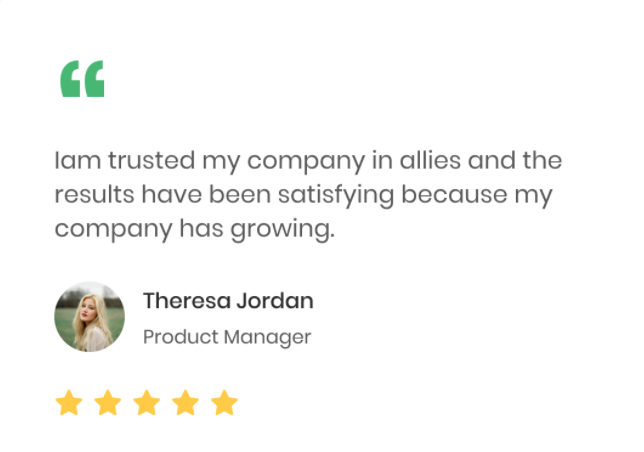 “
Iam trusted my company in allies and the
results have been satisfying because my
company has growing.
Theresa Jordan
Product Manager